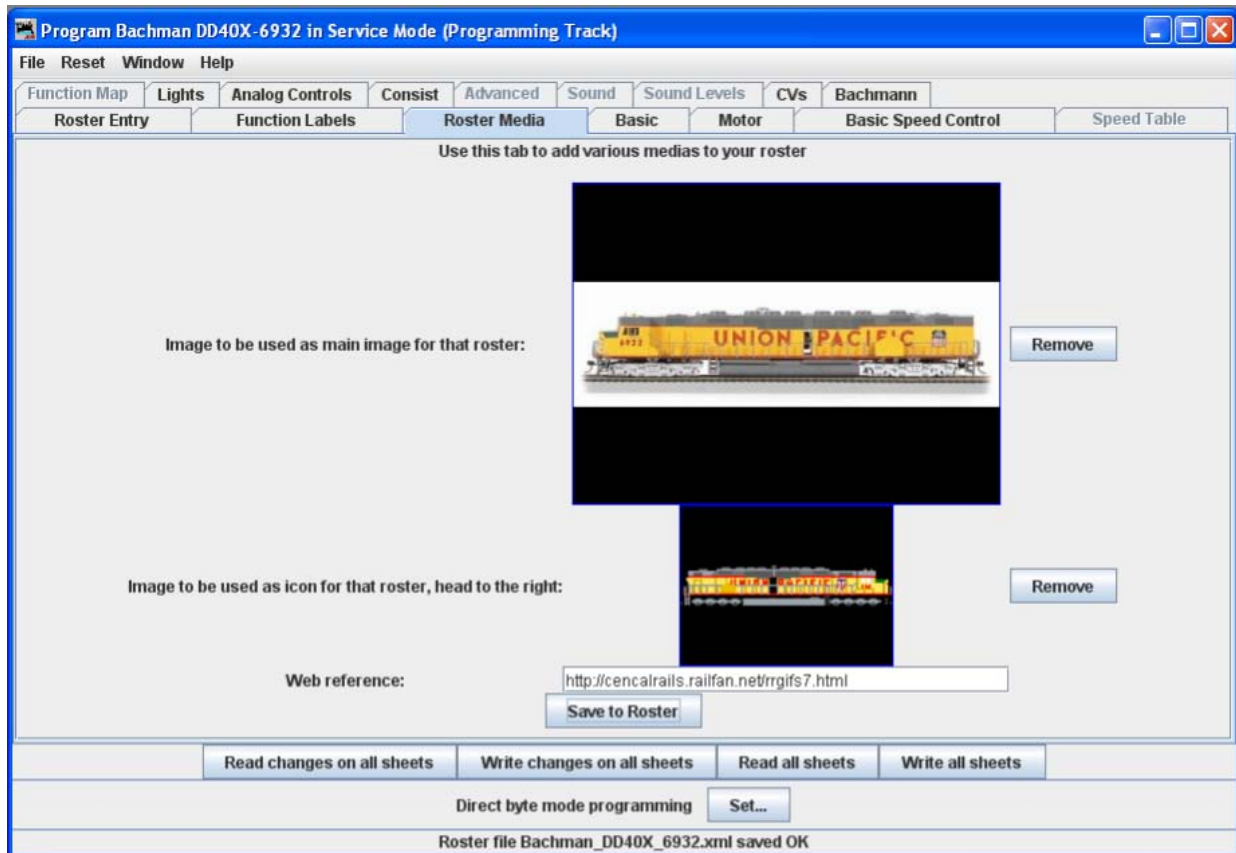 Program Bachman DD40X-6932 in Service Mode (Programming Track)
File Reset Window Help
Function Map Lights Analog Controls Consist Advanced Sound Sound Levels CVs Bachmann
Roster Entry Function Labels Roster Media Basic Motor Basic Speed Control Speed Table
Use this tab to add various medias to your roster
6932
UNION PACIFIC
Image to be used as main image for that roster:
Remove
UNION PACIFIC
Image to be used as icon for that roster, head to the right:
Remove
Web reference:
http://cencalrails.railfan.net/rrgifs7.html
Save to Roster
Read changes on all sheets Write changes on all sheets Read all sheets Write all sheets
Direct byte mode programming Set...
Roster file Bachman_DD40X_6932.xml saved OK